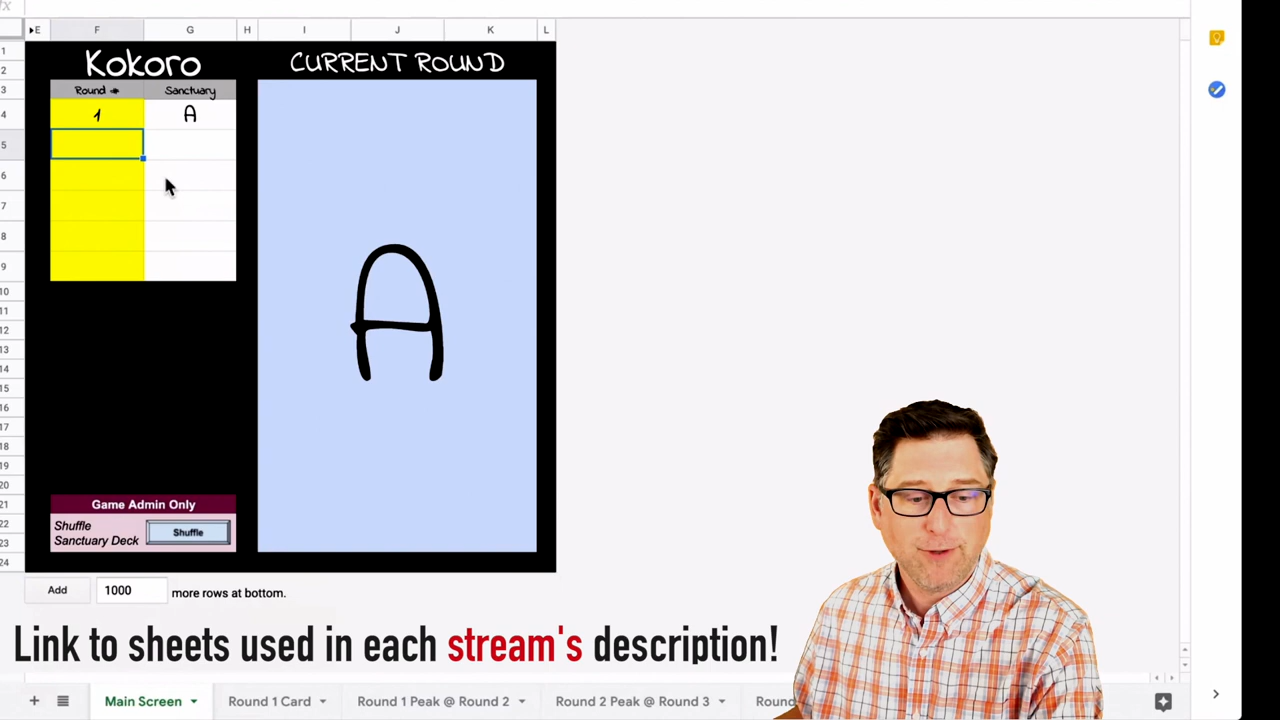 fx
E F G H I J K L
1
2
3
4
5
6
7
8
9
10
11
12
13
14
15
16
17
18
19
20
21
22
23
24
Kokoro
Round # Sanctuary
1 A
CURRENT ROUND
A
Game Admin Only
Shuffle
Sanctuary Deck
Shuffle
Add 1000 more rows at bottom.
Link to sheets used in each stream's description!
Main Screen Round 1 Card Round 1 Peak @ Round 2 Round 2 Peak @ Round 3 Round